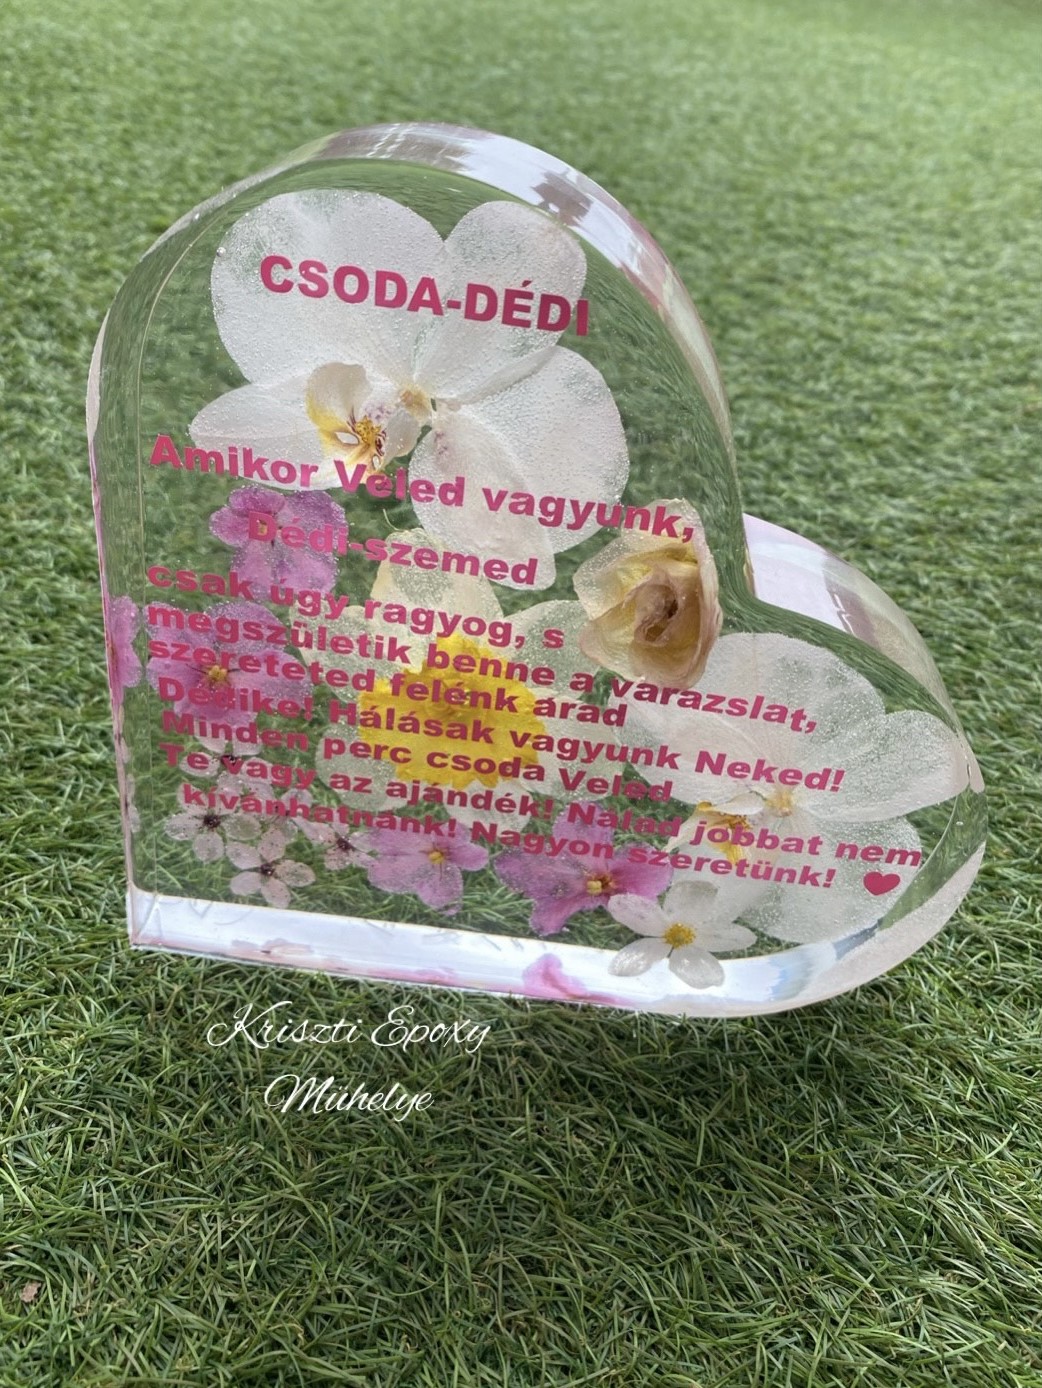 CSODA-DÉDI
Amikor Veled vagyunk,
Dédi-szemed
csak úgy ragyog, s
megszületik benne a varázslat,
szereteted felénk árad
Dédike! Hálásak vagyunk Neked!
Minden perc csoda Veled
Te vagy az ajándék! Nálad jobbat nem
kívánhatnánk! Nagyon szeretünk! ♥
Kriszti Epoxy
Műhelye